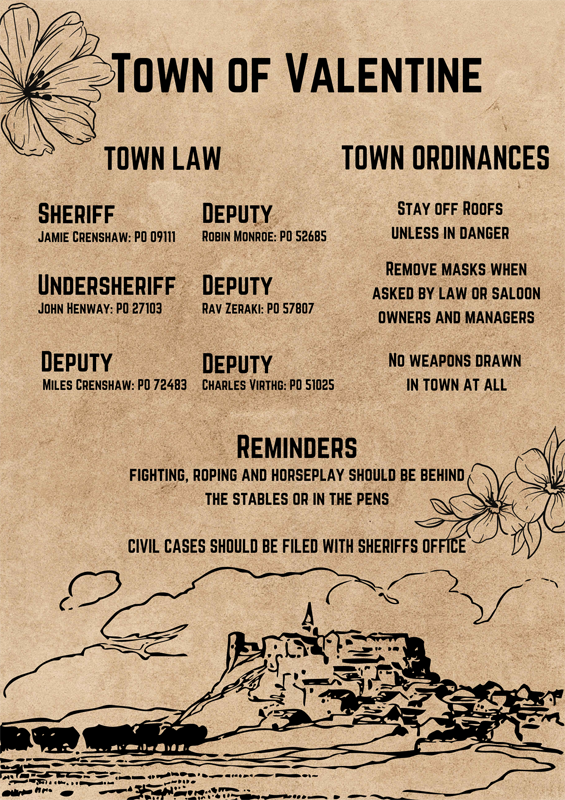 Town of Valentine
TOWN LAW
Sheriff
Jamie Crenshaw: PO 09111
Deputy
Robin Monroe: PO 52685
Undersheriff
John Henway: PO 27103
Deputy
Rav Zeraki: PO 57807
Deputy
Miles Crenshaw: PO 72483
Deputy
Charles Virthg: PO 51025
TOWN ORDINANCES
Stay off Roofs
unless in danger
Remove masks when
asked by law or saloon
owners and managers
No weapons drawn
in town at all
Reminders
fighting, roping and horseplay should be behind
the stables or in the pens
civil cases should be filed with sheriffs office